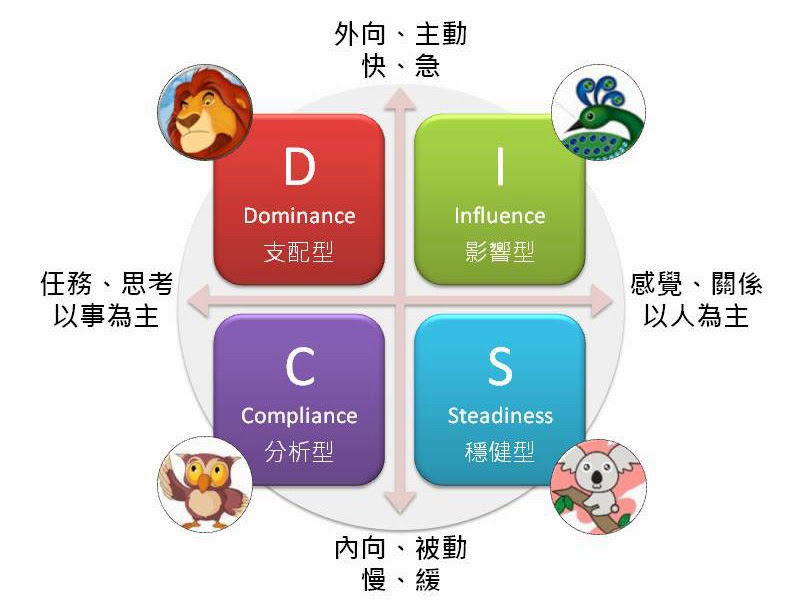 外向、主動
快、急
D
Dominance
支配型
I
Influence
影響型
任務、思考
以事為主
感覺、關係
以人為主
C
Compliance
分析型
S
Steadiness
穩健型
內向、被動
慢、緩